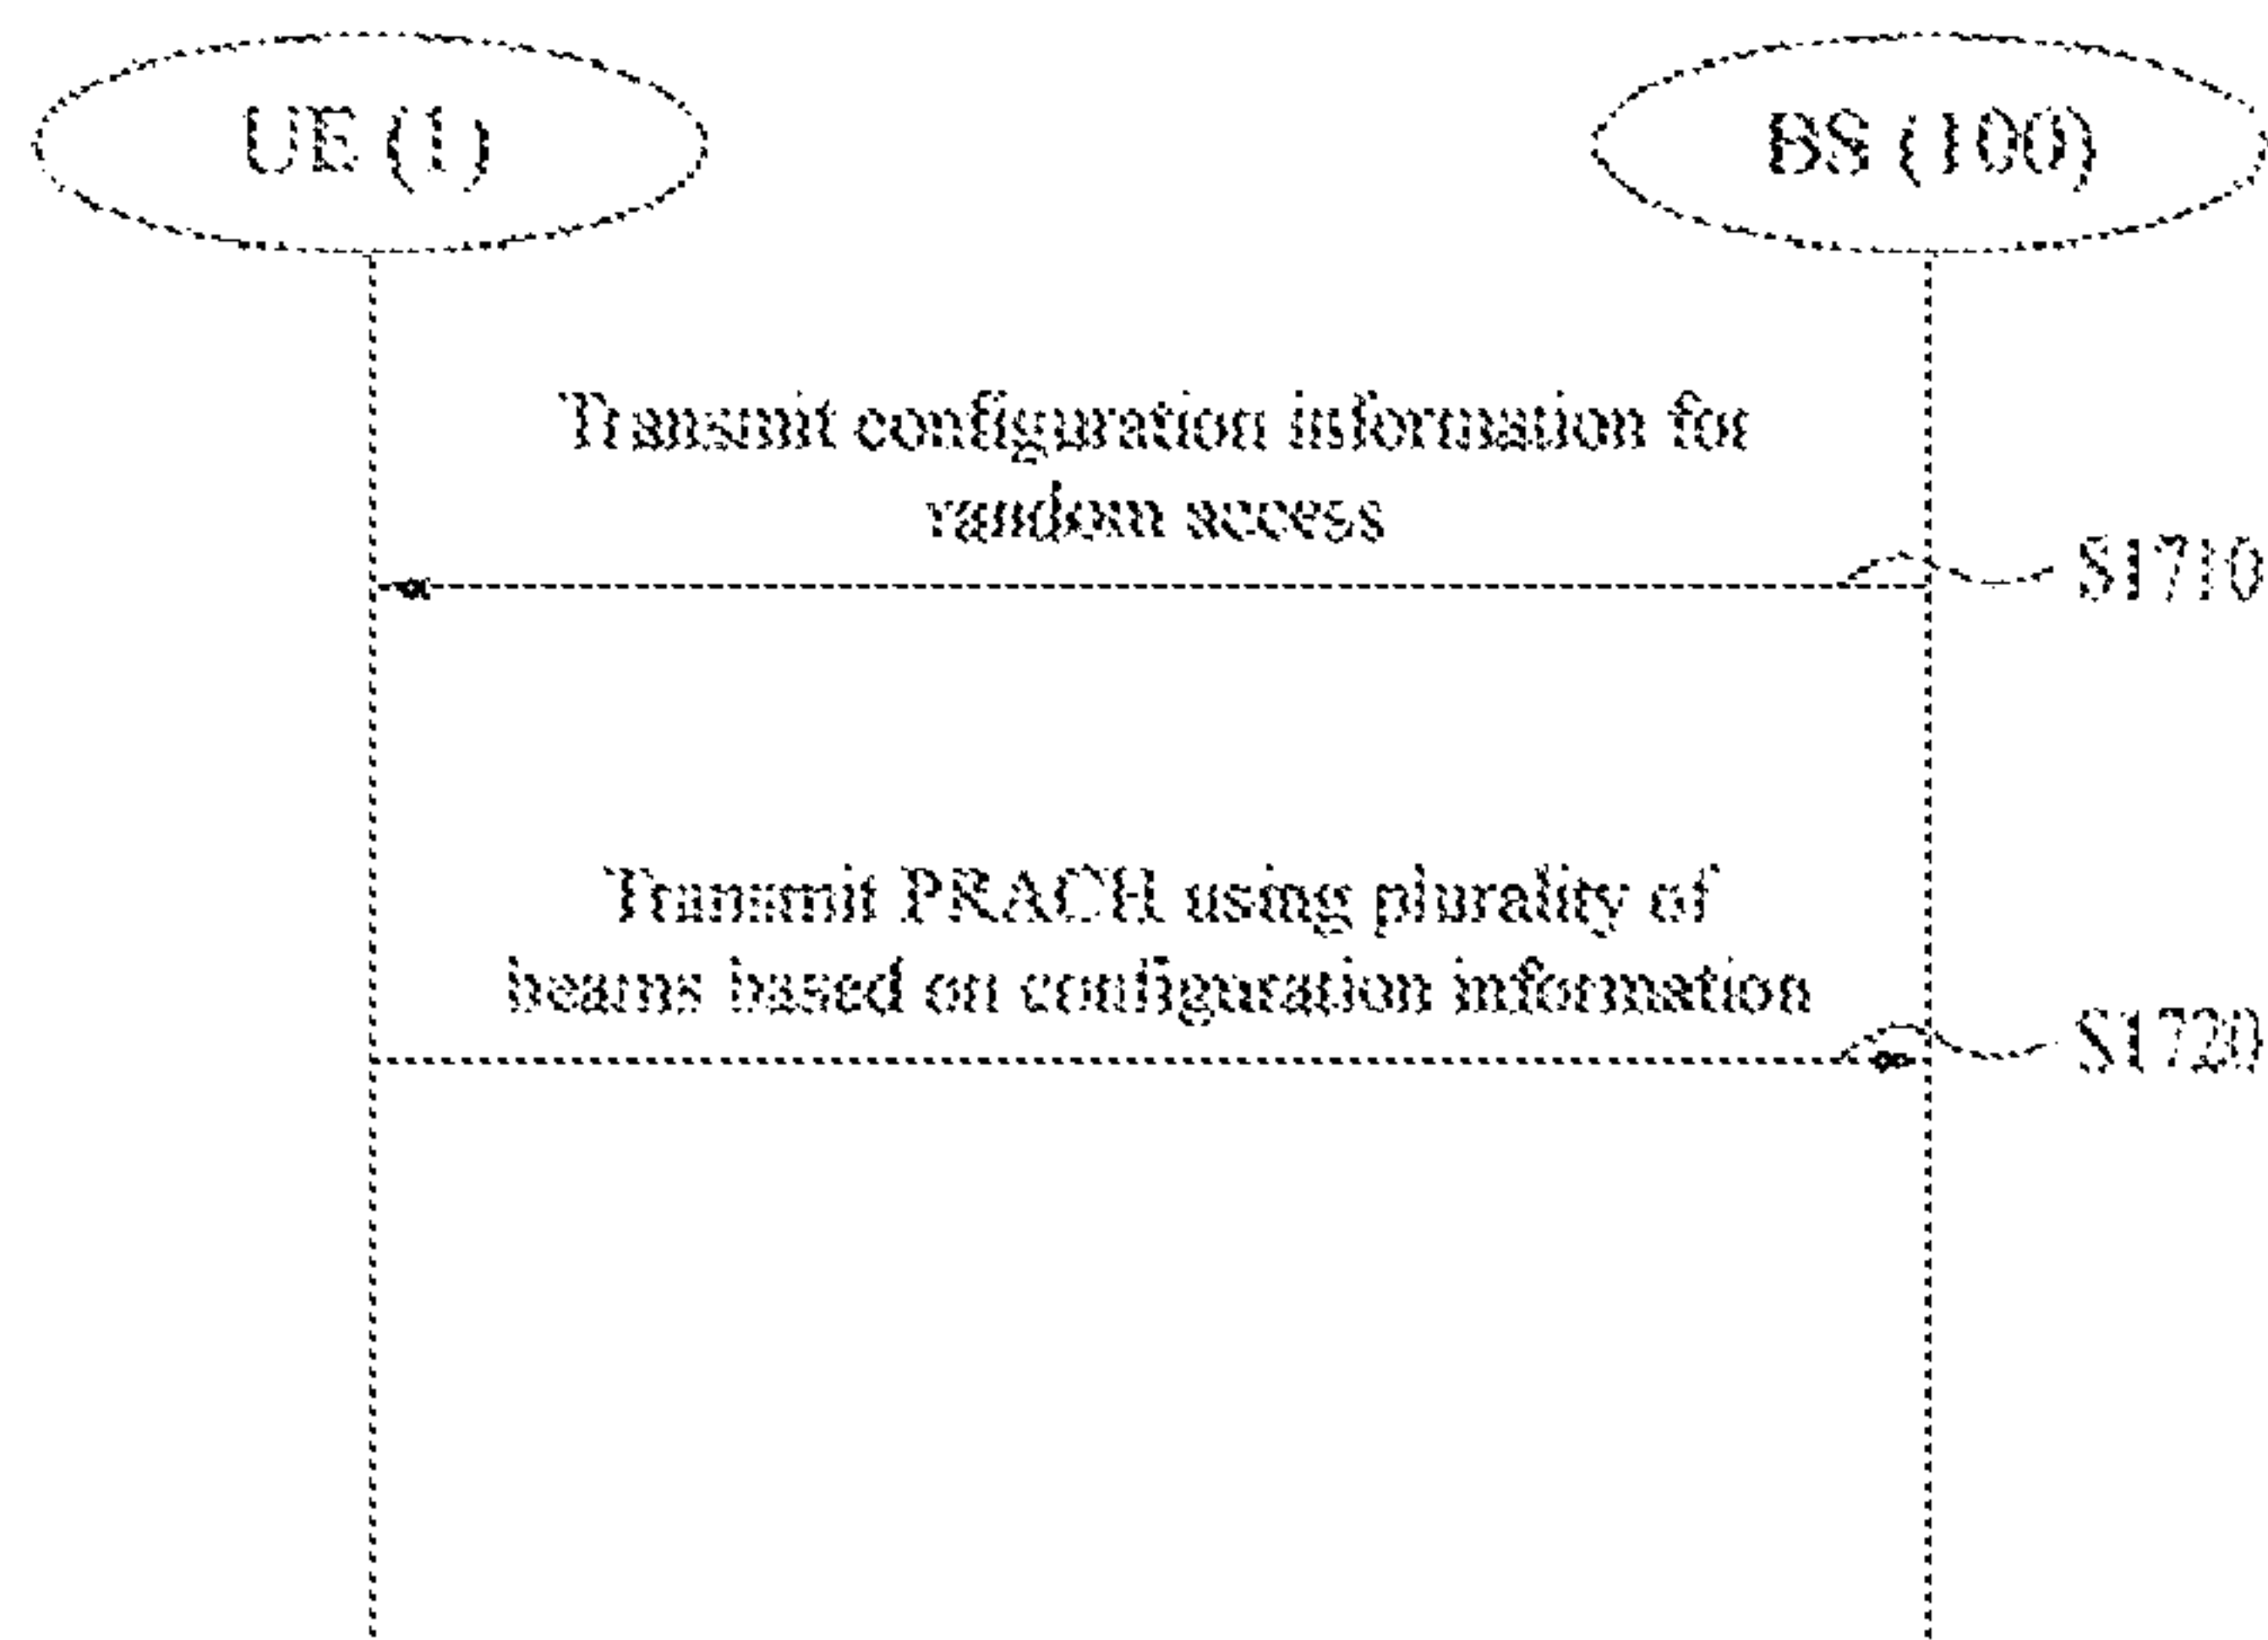 UE (1)
BS (100)
Transmit configuration information for
random access
S1710
Transmit PRACH using plurality of
beams based on configuration information
S1720